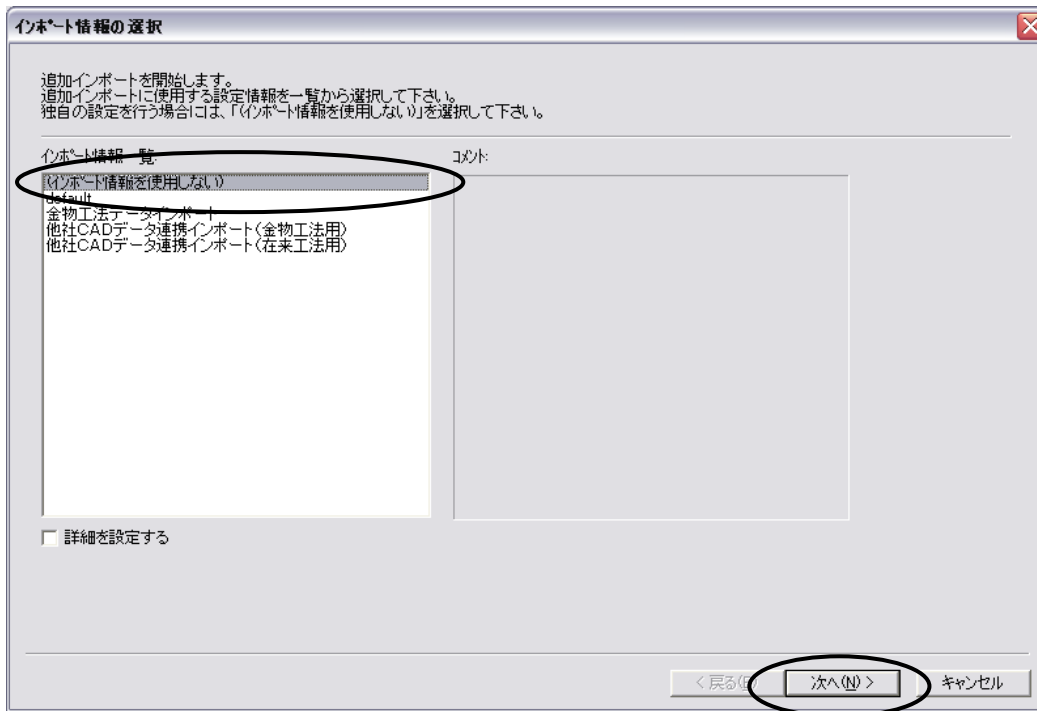 インポート情報の選択
追加インポートを開始します。
追加インポートに使用する設定情報を一覧から選択して下さい。
独自の設定を行う場合には、「(インポート情報を使用しない)」を選択して下さい。
インポート情報一覧:
コメント:
(インポート情報を使用しない)
default
金物工法データインポート
他社CADデータ連携インポート(金物工法用)
他社CADデータ連携インポート(在来工法用)
詳細を設定する
< 戻る(B)
次へ(N) >
キャンセル